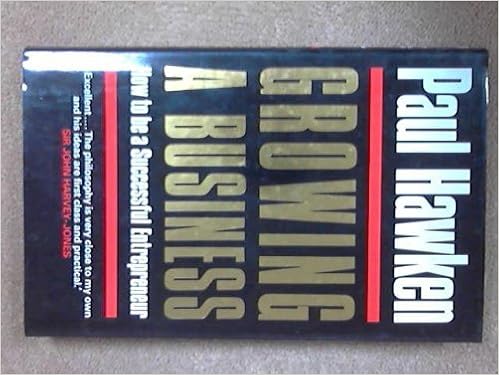 Paul Hawken
GROWING
A BUSINESS
How to be a Successful Entrepreneur
Excellent.... The philosophy is very close to my own
and his ideas are first class and practical.'
SIR JOHN HARVEY-JONES